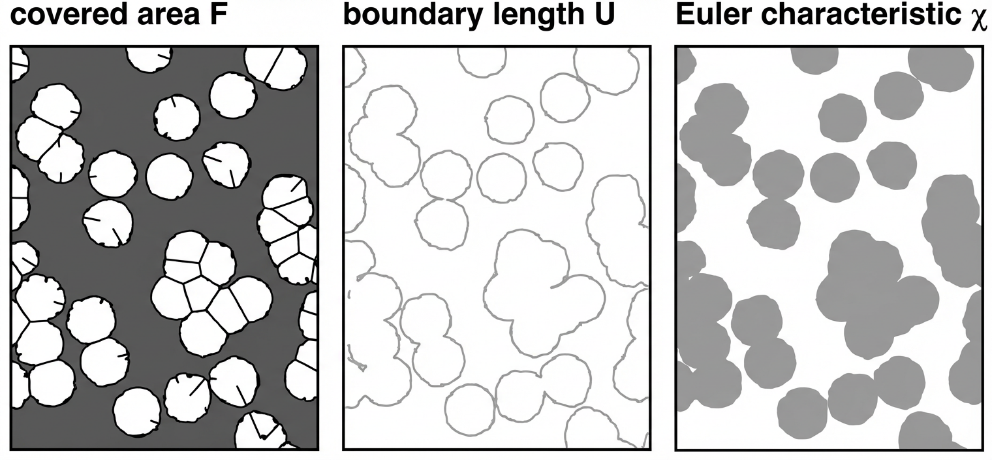 covered area F
boundary length U
Euler characteristic χ